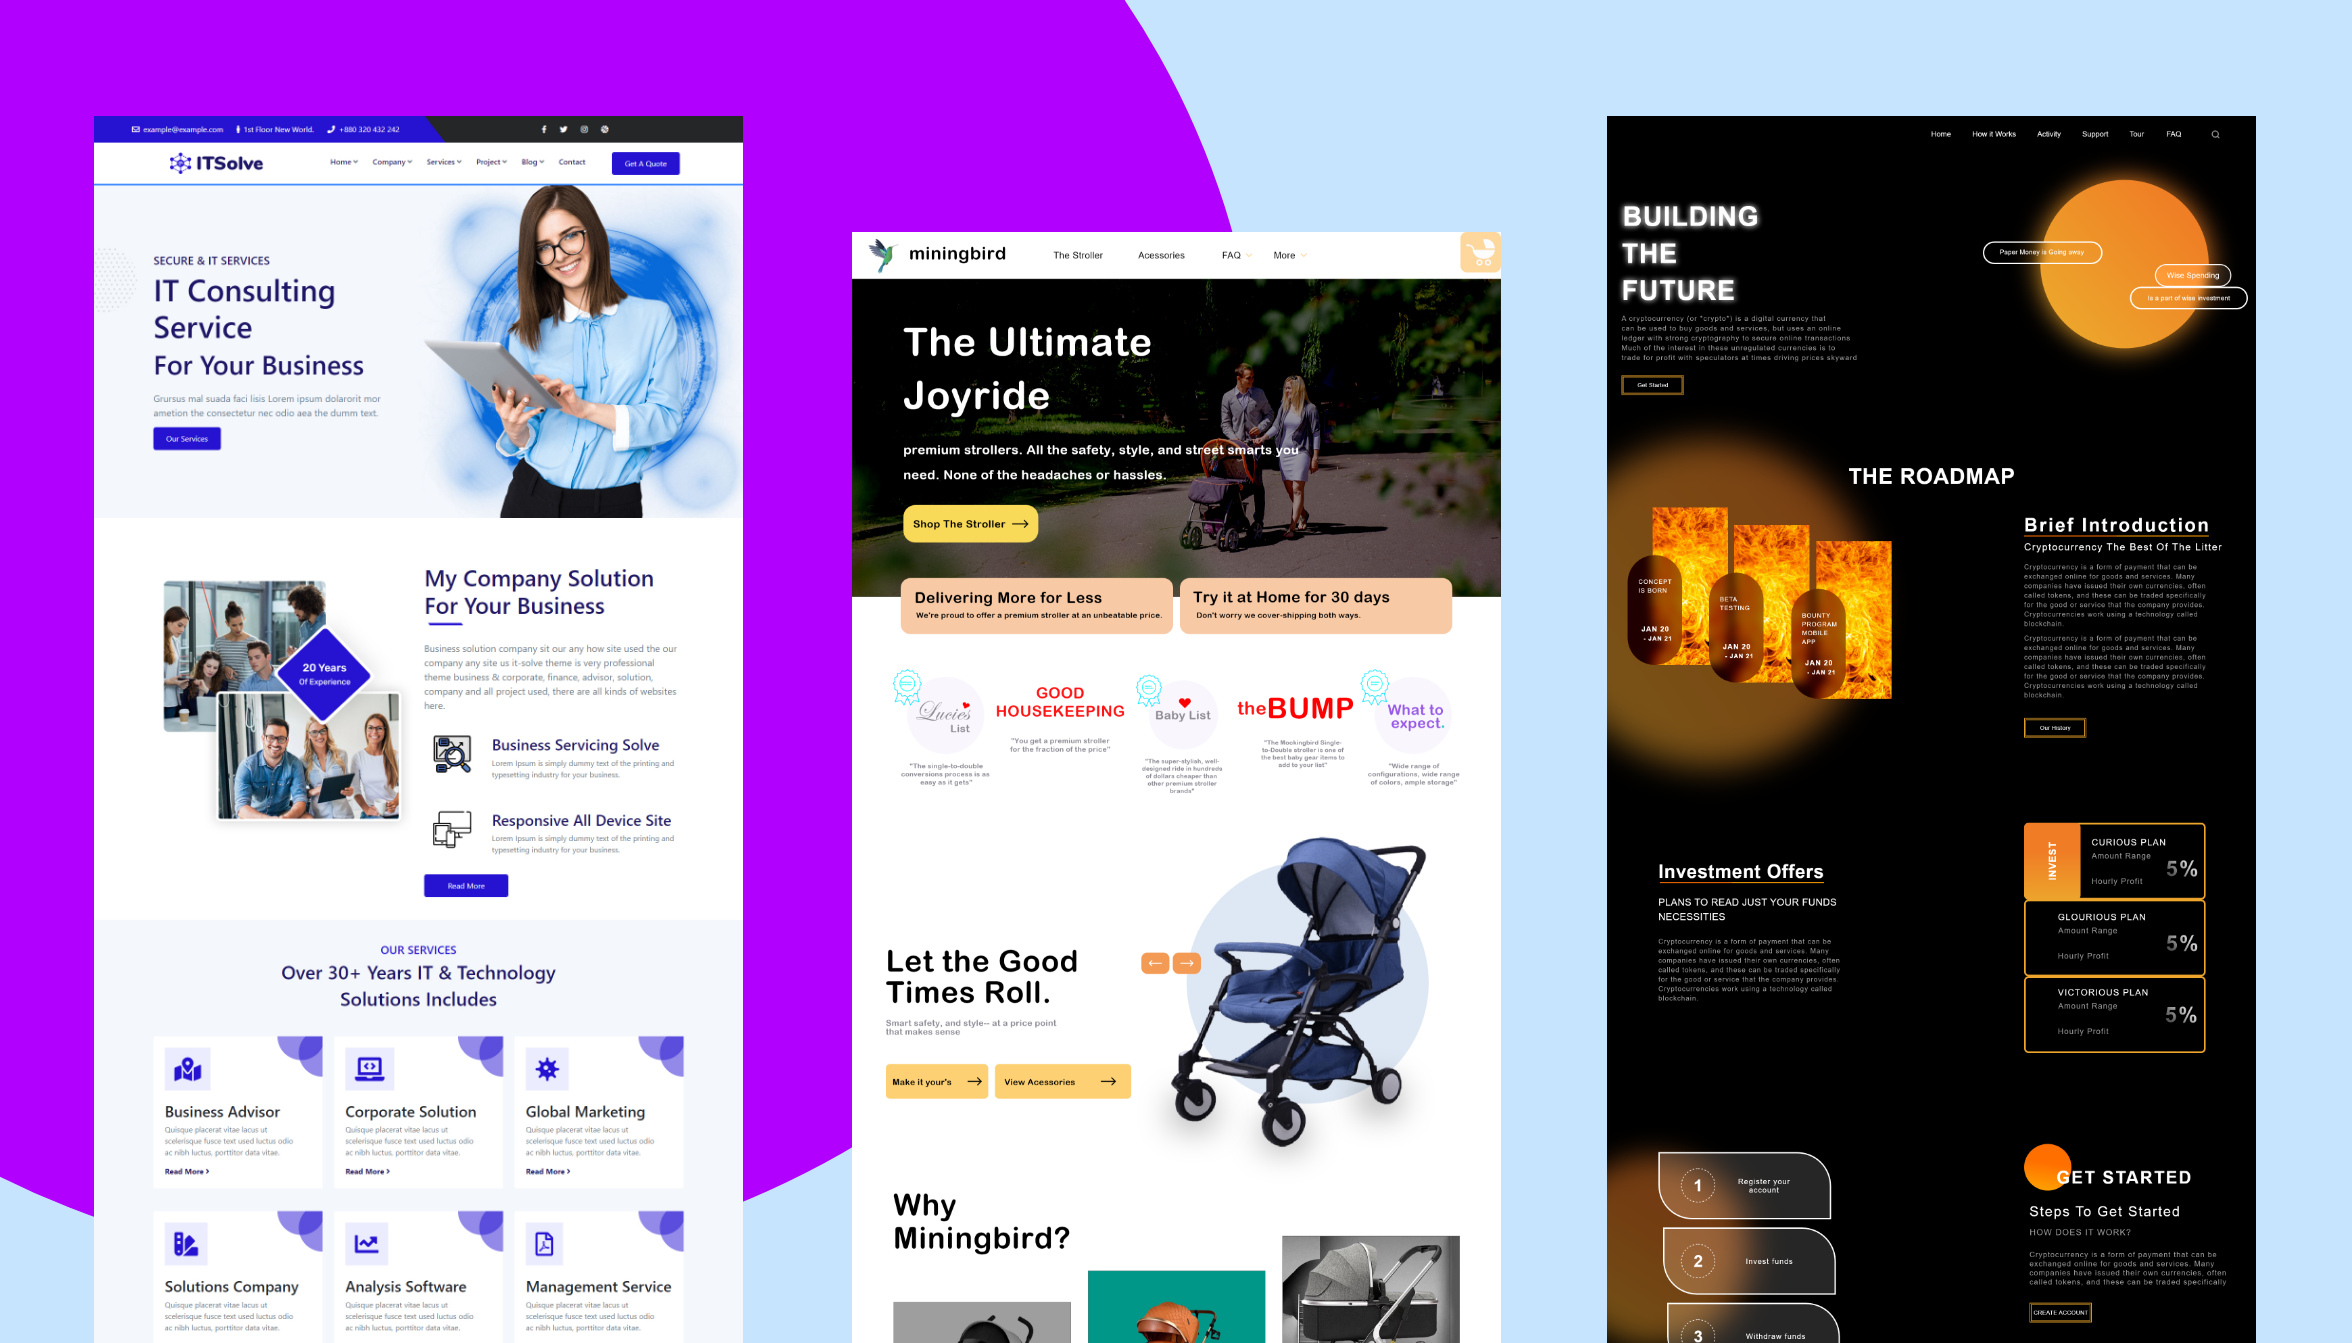 example@example.com
1st Floor New World.
+880 320 432 242
ITSolve
Home
Company
Services
Project
Blog
Contact
Get A Quote
SECURE & IT SERVICES
IT Consulting
Service
For Your Business
Grursus mal suada faci lisis Lorem ipsum dolarorit mor
ametion the consectetur nec odio aea the dumm text.
Our Services
20 Years
Of Experience
My Company Solution
For Your Business
Business solution company sit our any how site used the our
company any site us it-solve theme is very professional
theme business & corporate, finance, advisor, solution,
company and all project used, there are all kinds of websites
here.
Business Servicing Solve
Lorem Ipsum is simply dummy text of the printing and
typesetting industry for your business.
Responsive All Device Site
Lorem Ipsum is simply dummy text of the printing and
typesetting industry for your business.
Read More
OUR SERVICES
Over 30+ Years IT & Technology
Solutions Includes
Business Advisor
Quisque placerat vitae lacus ut
scelerisque fusce text used luctus odio
ac nibh luctus, porttitor data vitae.
Read More >
Corporate Solution
Quisque placerat vitae lacus ut
scelerisque fusce text used luctus odio
ac nibh luctus, porttitor data vitae.
Read More >
Global Marketing
Quisque placerat vitae lacus ut
scelerisque fusce text used luctus odio
ac nibh luctus, porttitor data vitae.
Read More >
Solutions Company
Quisque placerat vitae lacus ut
scelerisque fusce text used luctus odio
ac nibh luctus, porttitor data vitae.
Analysis Software
Quisque placerat vitae lacus ut
scelerisque fusce text used luctus odio
ac nibh luctus, porttitor data vitae.
Management Service
Quisque placerat vitae lacus ut
scelerisque fusce text used luctus odio
ac nibh luctus, porttitor data vitae.
miningbird
The Stroller
Acessories
FAQ
More
The Ultimate
Joyride
premium strollers. All the safety, style, and street smarts you
need. None of the headaches or hassles.
Shop The Stroller
Delivering More for Less
We're proud to offer a premium stroller at an unbeatable price.
Try it at Home for 30 days
Don't worry we cover-shipping both ways.
Lucies
List
"The single-to-double
conversions process is as
easy as it gets"
GOOD
HOUSEKEEPING
"You get a premium stroller
for the fraction of the price"
Baby List
"The super-stylish, well-
designed ride in hundreds
of dollars cheaper than
other premium stroller
brands"
theBUMP
"The Mockingbird Single-
to-Double stroller is one of
the best baby gear items to
add to your list"
What to
expect.
"Wide range of
configurations, wide range
of colors, ample storage"
Let the Good
Times Roll.
Smart safety, and style-- at a price point
that makes sense
Make it your's
View Acessories
Why
Miningbird?
Home
How it Works
Activity
Support
Tour
FAQ
BUILDING
THE
FUTURE
A cryptocurrency (or "crypto") is a digital currency that
can be used to buy goods and services, but uses an online
ledger with strong cryptography to secure online transactions
Much of the interest in these unregulated currencies is to
trade for profit with speculators at times driving prices skyward
Get Started
Paper Money is Going away
Wise Spending
Is a part of wise investment
THE ROADMAP
CONCEPT
IS BORN
JAN 20
- JAN 21
BETA
TESTING
JAN 20
- JAN 21
BOUNTY
PROGRAM
MOBILE
APP
JAN 20
- JAN 21
Brief Introduction
Cryptocurrency The Best Of The Litter
Cryptocurrency is a form of payment that can be
exchanged online for goods and services. Many
companies have issued their own currencies, often
called tokens, and these can be traded specifically
for the good or service that the company provides.
Cryptocurrencies work using a technology called
blockchain.
Cryptocurrency is a form of payment that can be
exchanged online for goods and services. Many
companies have issued their own currencies, often
called tokens, and these can be traded specifically
for the good or service that the company provides.
Cryptocurrencies work using a technology called
blockchain.
Our History
Investment Offers
PLANS TO READ JUST YOUR FUNDS
NECESSITIES
Cryptocurrency is a form of payment that can be
exchanged online for goods and services. Many
companies have issued their own currencies, often
called tokens, and these can be traded specifically
for the good or service that the company provides.
Cryptocurrencies work using a technology called
blockchain.
INVEST
CURIOUS PLAN
Amount Range
5%
Hourly Profit
GLOURIOUS PLAN
Amount Range
5%
Hourly Profit
VICTORIOUS PLAN
Amount Range
5%
Hourly Profit
1
Register your
account
2
Invest funds
3
Withdraw funds
GET STARTED
Steps To Get Started
HOW DOES IT WORK?
Cryptocurrency is a form of payment that can be
exchanged online for goods and services. Many
companies have issued their own currencies, often
called tokens, and these can be traded specifically
CREATE ACCOUNT